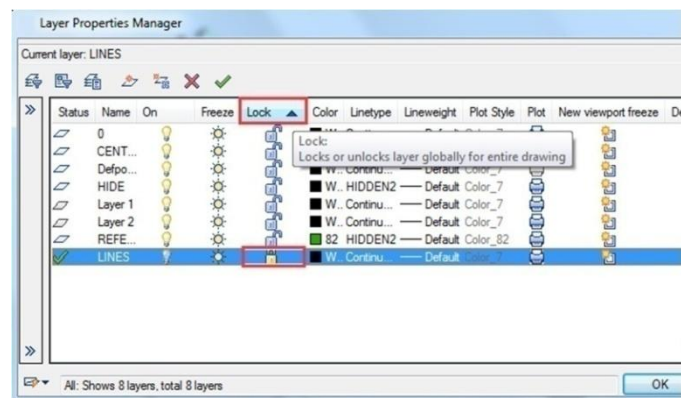 Layer Properties Manager
Current layer: LINES
Status Name On Freeze Lock Color Linetype Lineweight Plot Style Plot New viewport freeze De
0
Lock:
Locks or unlocks layer globally for entire drawing
CENT...
Defpo... W.. Continu... Default Color_7
HIDE W.. HIDDEN2 Default Color_7
Layer 1 W.. Continu... Default Color_7
Layer 2 W.. Continu... Default Color_7
REFE... 82 HIDDEN2 Default Color_82
LINES W.. Continu... Default Color_7
All: Shows 8 layers, total 8 layers OK